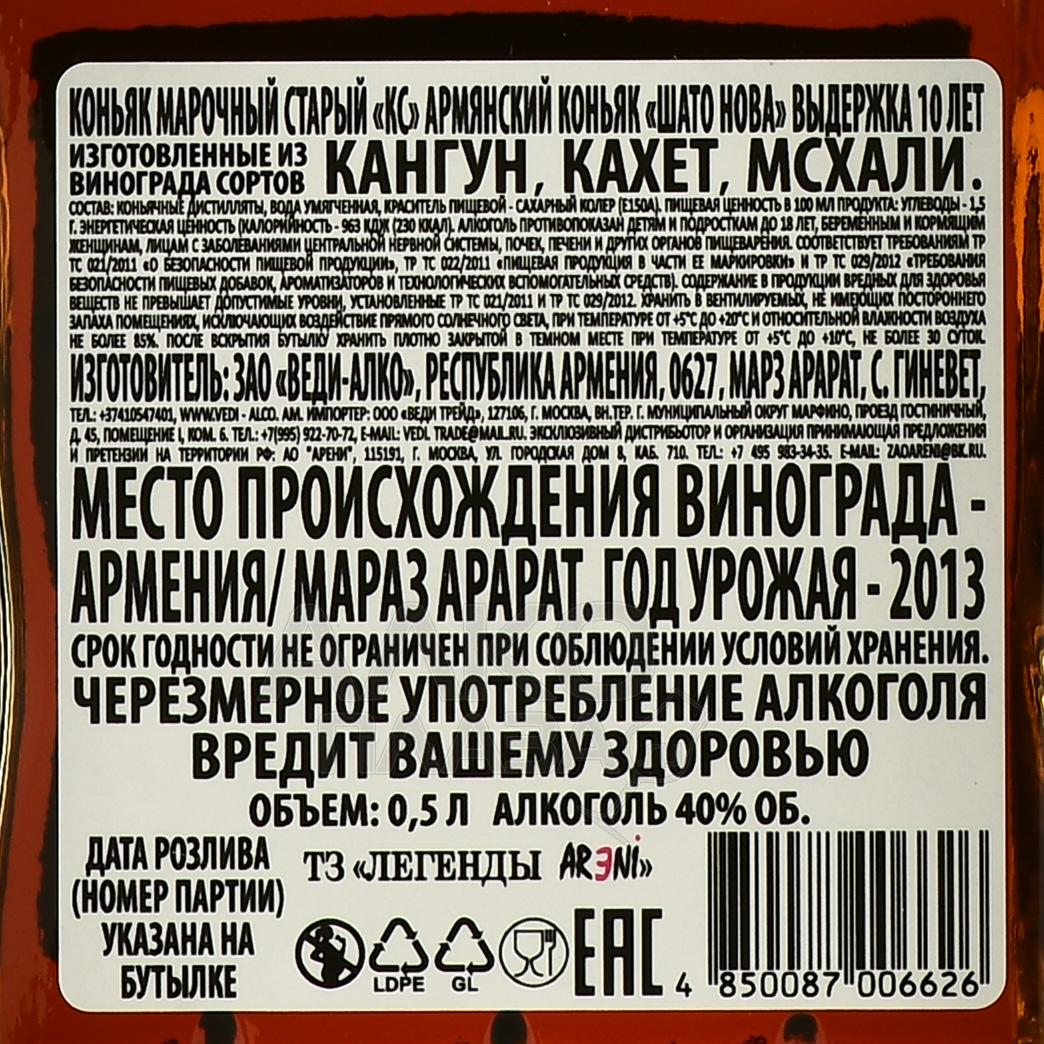 КОНЬЯК МАРОЧНЫЙ СТАРЫЙ «КС» АРМЯНСКИЙ КОНЬЯК «ШАТО НОВА» ВЫДЕРЖКА 10 ЛЕТ
ИЗГОТОВЛЕННЫЕ ИЗ
ВИНОГРАДА СОРТОВ КАНГУН, КАХЕТ, МСХАЛИ.
СОСТАВ: КОНЬЯЧНЫЕ ДИСТИЛЛЯТЫ, ВОДА УМЯГЧЕННАЯ, КРАСИТЕЛЬ ПИЩЕВОЙ - САХАРНЫЙ КОЛЕР (Е150А). ПИЩЕВАЯ ЦЕННОСТЬ В 100 МЛ ПРОДУКТА: УГЛЕВОДЫ - 1,5
Г. ЭНЕРГЕТИЧЕСКАЯ ЦЕННОСТЬ (КАЛОРИЙНОСТЬ - 963 КДЖ (230 ККАЛ). АЛКОГОЛЬ ПРОТИВОПОКАЗАН ДЕТЯМ И ПОДРОСТКАМ ДО 18 ЛЕТ, БЕРЕМЕННЫМ И КОРМЯЩИМ
ЖЕНЩИНАМ, ЛИЦАМ С ЗАБОЛЕВАНИЯМИ ЦЕНТРАЛЬНОЙ НЕРВНОЙ СИСТЕМЫ, ПОЧЕК, ПЕЧЕНИ И ДРУГИХ ОРГАНОВ ПИЩЕВАРЕНИЯ. СООТВЕТСТВУЕТ ТРЕБОВАНИЯМ ТР
ТС 021/2011 «О БЕЗОПАСНОСТИ ПИЩЕВОЙ ПРОДУКЦИИ», ТР ТС 022/2011 «ПИЩЕВАЯ ПРОДУКЦИЯ В ЧАСТИ ЕЕ МАРКИРОВКИ» И ТР ТС 029/2012 «ТРЕБОВАНИЯ
БЕЗОПАСНОСТИ ПИЩЕВЫХ ДОБАВОК, АРОМАТИЗАТОРОВ И ТЕХНОЛОГИЧЕСКИХ ВСПОМОГАТЕЛЬНЫХ СРЕДСТВ). СОДЕРЖАНИЕ В ПРОДУКЦИИ ВРЕДНЫХ ДЛЯ ЗДОРОВЬЯ
ВЕЩЕСТВ НЕ ПРЕВЫШАЕТ ДОПУСТИМЫЕ УРОВНИ, УСТАНОВЛЕННЫЕ ТР ТС 021/2011 И ТР ТС 029/2012. ХРАНИТЬ В ВЕНТИЛИРУЕМЫХ, НЕ ИМЕЮЩИХ ПОСТОРОННЕГО
ЗАПАХА ПОМЕЩЕНИЯХ, ИСКЛЮЧАЮЩИХ ВОЗДЕЙСТВИЕ ПРЯМОГО СОЛНЕЧНОГО СВЕТА, ПРИ ТЕМПЕРАТУРЕ ОТ +5°С ДО +20°С И ОТНОСИТЕЛЬНОЙ ВЛАЖНОСТИ ВОЗДУХА
НЕ БОЛЕЕ 85%. ПОСЛЕ ВСКРЫТИЯ БУТЫЛКУ ХРАНИТЬ ПЛОТНО ЗАКРЫТОЙ В ТЕМНОМ МЕСТЕ ПРИ ТЕМПЕРАТУРЕ ОТ +5°С ДО +10°С, НЕ БОЛЕЕ 30 СУТОК.
ИЗГОТОВИТЕЛЬ: ЗАО «ВЕДИ-АЛКО», РЕСПУБЛИКА АРМЕНИЯ, 0627, МАРЗ АРАРАТ, С. ГИНЕВЕТ,
ТЕЛ.: +37410547401, WWW.VEDI - ALCO. AM. ИМПОРТЕР: ООО «ВЕДИ ТРЕЙД», 127106, Г. МОСКВА, ВН.ТЕР. Г. МУНИЦИПАЛЬНЫЙ ОКРУГ МАРФИНО, ПРОЕЗД ГОСТИНИЧНЫЙ,
Д. 4Б, ПОМЕЩЕНИЕ I, КОМ. 6. ТЕЛ.: +7(995) 922-70-72, E-MAIL: VEDI. TRADE@MAIL.RU. ЭКСКЛЮЗИВНЫЙ ДИСТРИБЬЮТОР И ОРГАНИЗАЦИЯ ПРИНИМАЮЩАЯ ПРЕДЛОЖЕНИЯ
И ПРЕТЕНЗИИ НА ТЕРРИТОРИИ РФ: АО "АРЕНИ", 115191, Г. МОСКВА, УЛ. ГОРОДСКАЯ ДОМ 8, КАБ. 710. ТЕЛ.: +7 495 983-34-35. E-MAIL: ZAOARENI@BK.RU.
МЕСТО ПРОИСХОЖДЕНИЯ ВИНОГРАДА -
АРМЕНИЯ/ МАРАЗ АРАРАТ. ГОД УРОЖАЯ - 2013
СРОК ГОДНОСТИ НЕ ОГРАНИЧЕН ПРИ СОБЛЮДЕНИИ УСЛОВИЙ ХРАНЕНИЯ.
ЧЕРЕЗМЕРНОЕ УПОТРЕБЛЕНИЕ АЛКОГОЛЯ
ВРЕДИТ ВАШЕМУ ЗДОРОВЬЮ
ОБЪЕМ: 0,5 Л АЛКОГОЛЬ 40% ОБ.
ДАТА РОЗЛИВА
(НОМЕР ПАРТИИ)
УКАЗАНА НА
БУТЫЛКЕ
ТЗ «ЛЕГЕНДЫ ARЭNi»
LDPE GL
EAC
4 850087 006626
АЛКО
ПЛАЗА